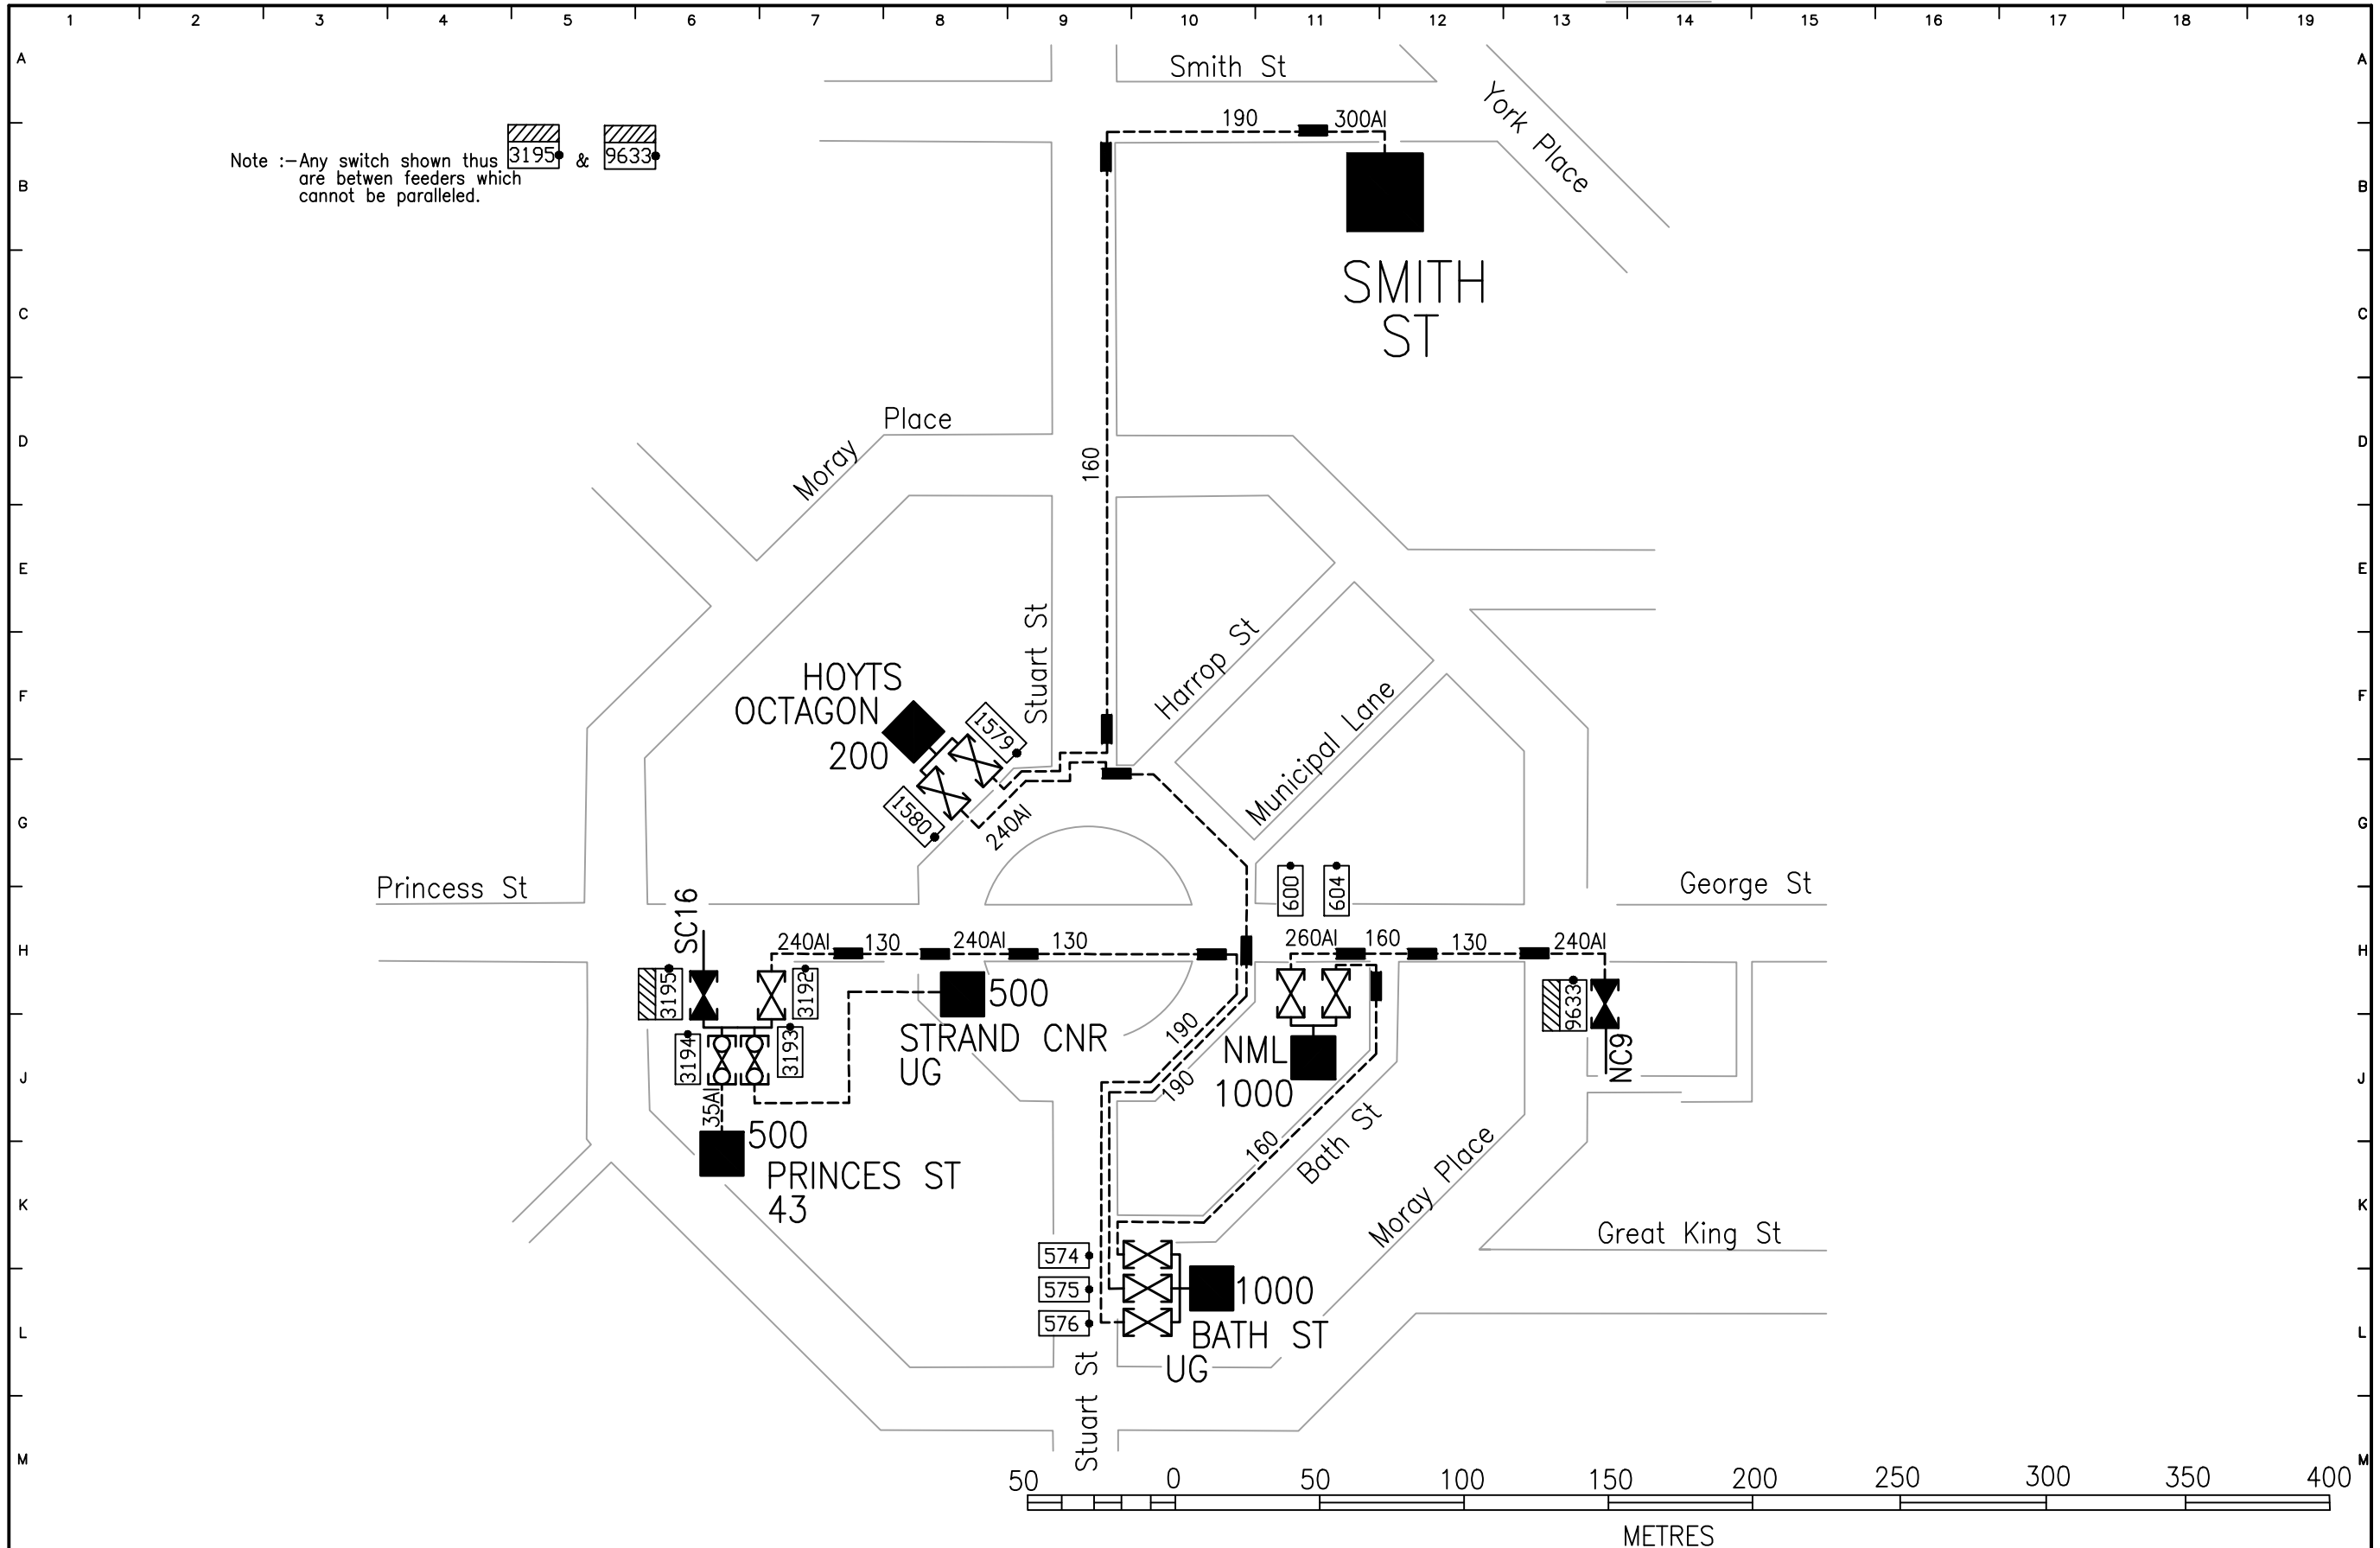 1 2 3 4 5 6 7 8 9 10 11 12 13 14 15 16 17 18 19
A A
Smith St
York Place
190 300Al
Note :-Any switch shown thus 3195 & 9633
are betwen feeders which
cannot be paralleled.
B B
SMITH
ST
C C
Place
Moray
D D
160
E E
Stuart St
Harrop St
HOYTS
OCTAGON
200
1579
F F
Municipal Lane
1580
240Al
G G
Princess St
George St
600 604
SC16
H H
240Al 130 240Al 130
260Al 160 130 240Al
3195 3192
500
STRAND CNR
UG
9633
NC9
190
190
NML
1000
3194 3193
35Al
J J
500
PRINCES ST
43
160
Bath St
Moray Place
K K
Great King St
574
575
576
1000
BATH ST
UG
L L
Stuart St
M M
50 0 50 100 150 200 250 300 350 400
METRES